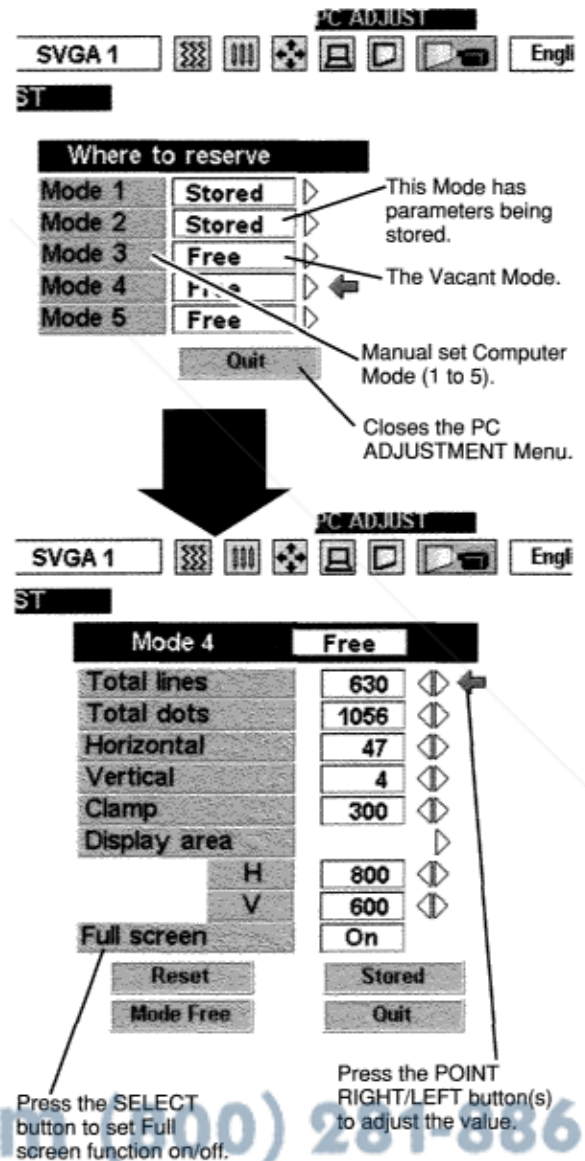 PC ADJUST
SVGA 1
Engli
ST
Where to reserve
Mode 1 Stored
Mode 2 Stored
Mode 3 Free
Mode 4 Free
Mode 5 Free
Quit
This Mode has
parameters being
stored.
The Vacant Mode.
Manual set Computer
Mode (1 to 5).
Closes the PC
ADJUSTMENT Menu.
PC ADJUST
SVGA 1
Engli
ST
Mode 4 Free
Total lines 630
Total dots 1056
Horizontal 47
Vertical 4
Clamp 300
Display area
H 800
V 600
Full screen On
Reset Stored
Mode Free Quit
Press the SELECT
button to set Full
screen function on/off.
Press the POINT
RIGHT/LEFT button(s)
to adjust the value.
m (800) 281-886